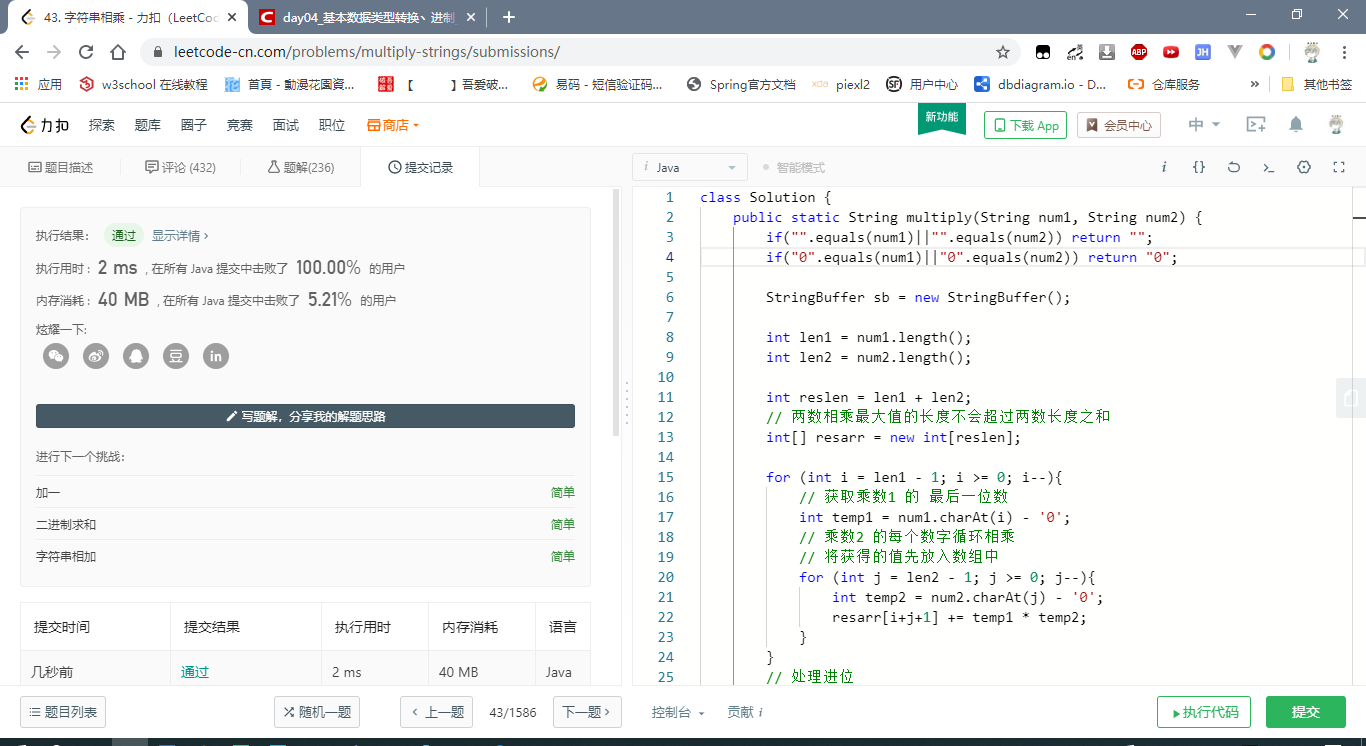 43. 字符串相乘 - 力扣（LeetCod
day04_基本数据类型转换、进制
leetcode-cn.com/problems/multiply-strings/submissions/
应用 w3school 在线教程 首頁 - 動漫花園資... 【 】吾爱破... 易码 - 短信验证码... Spring官方文档 xda piexl2 用户中心 dbdiagram.io - D... 仓库服务 » 其他书签
力扣 探索 题库 圈子 竞赛 面试 职位 商店 新功能 下载 App 会员中心 中
题目描述 评论 (432) 题解(236) 提交记录
i Java 智能模式
执行结果： 通过 显示详情 ›
执行用时 : 2 ms , 在所有 Java 提交中击败了 100.00% 的用户
内存消耗 : 40 MB , 在所有 Java 提交中击败了 5.21% 的用户
炫耀一下:
写题解，分享我的解题思路
进行下一个挑战：
加一 简单
二进制求和 简单
字符串相加 简单
提交时间 提交结果 执行用时 内存消耗 语言
几秒前 通过 2 ms 40 MB Java
1 class Solution {
2 public static String multiply(String num1, String num2) {
3 if("".equals(num1)||"".equals(num2)) return "";
4 if("0".equals(num1)||"0".equals(num2)) return "0";
5
6 StringBuffer sb = new StringBuffer();
7
8 int len1 = num1.length();
9 int len2 = num2.length();
10
11 int reslen = len1 + len2;
12 // 两数相乘最大值的长度不会超过两数长度之和
13 int[] resarr = new int[reslen];
14
15 for (int i = len1 - 1; i >= 0; i--){
16 // 获取乘数1 的 最后一位数
17 int temp1 = num1.charAt(i) - '0';
18 // 乘数2 的每个数字循环相乘
19 // 将获得的值先放入数组中
20 for (int j = len2 - 1; j >= 0; j--){
21 int temp2 = num2.charAt(j) - '0';
22 resarr[i+j+1] += temp1 * temp2;
23 }
24 }
25 // 处理进位
题目列表 随机一题 ‹ 上一题 43/1586 下一题 › 控制台 贡献 i 执行代码 提交